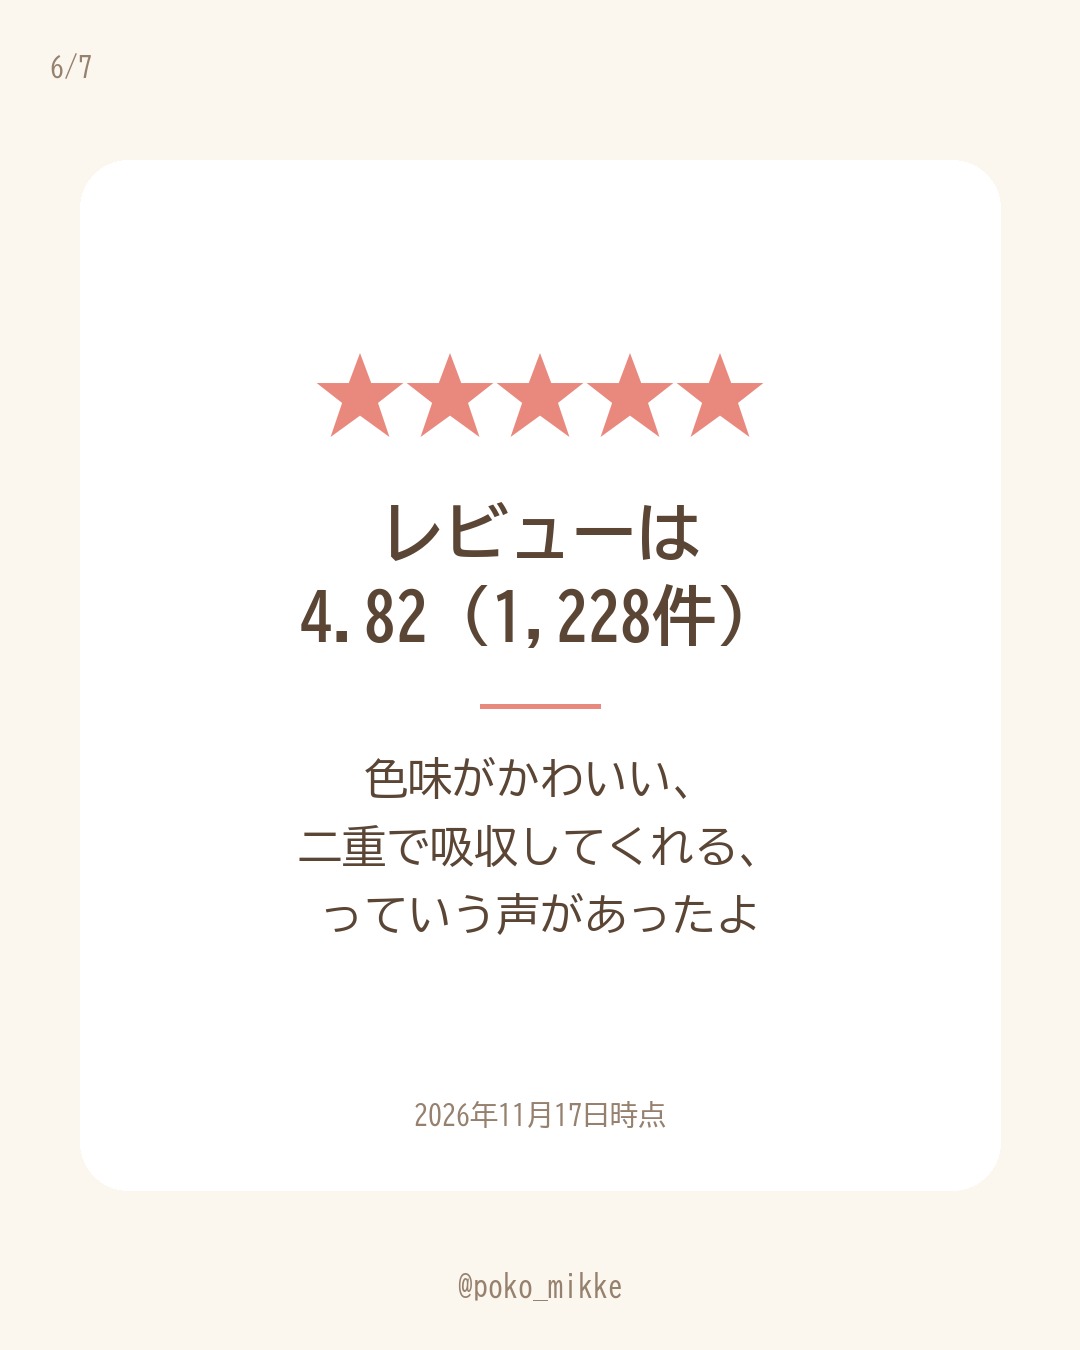 6/7
★★★★★
レビューは
4.82（1,228件）
色味がかわいい、
二重で吸収してくれる、
っていう声があったよ
2026年11月17日時点
@poko_mikke